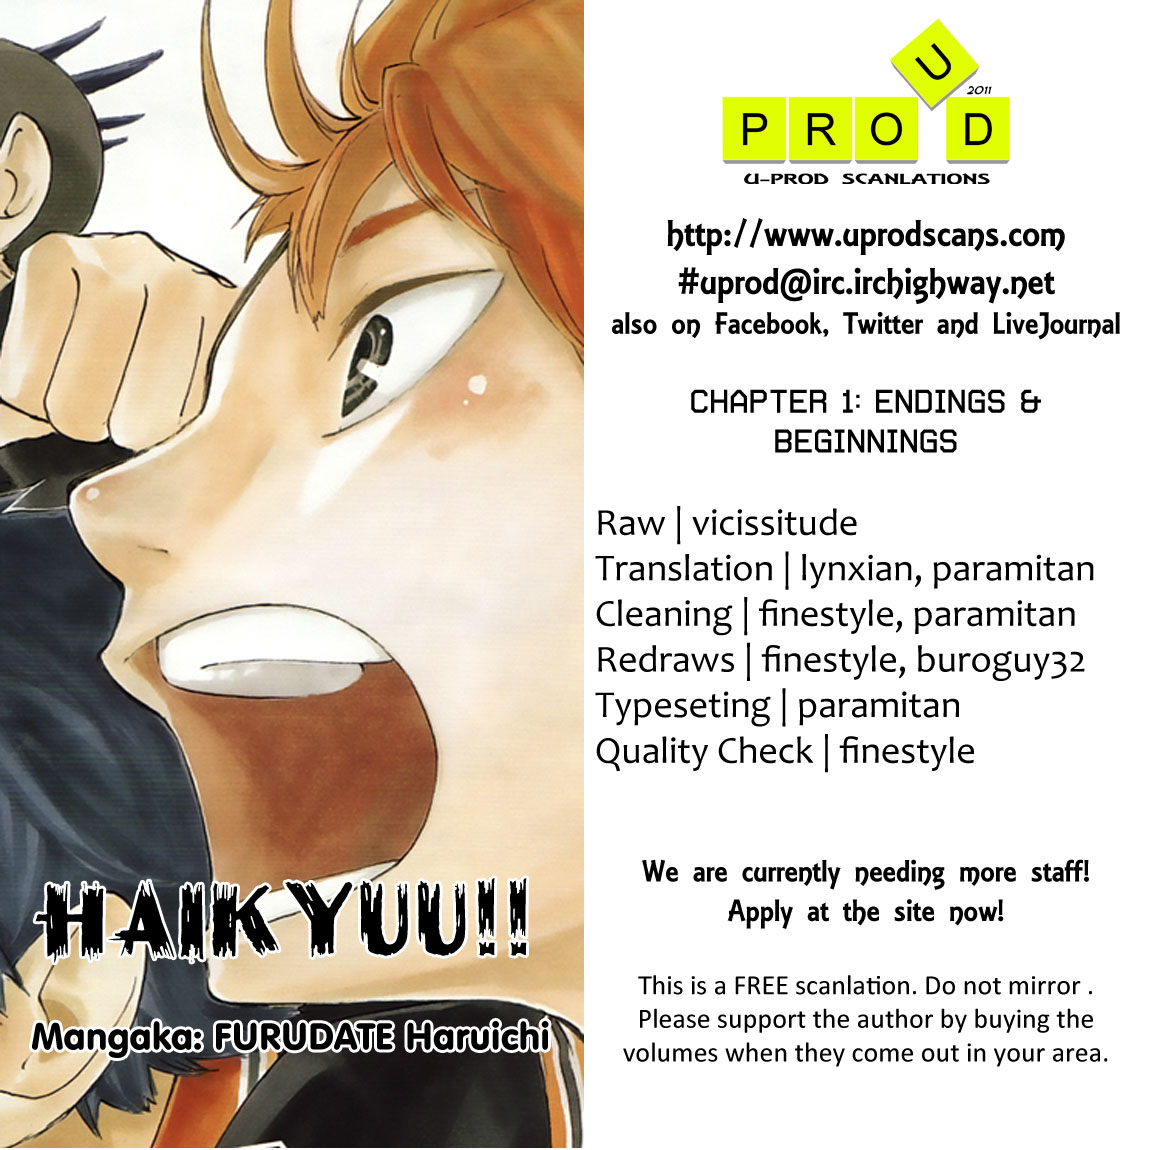 HAIKYUU!!
Mangaka: FURUDATE Haruichi
U
2011
P R O D
U-PROD SCANLATIONS
http://www.uprodscans.com
#uprod@irc.irchighway.net
also on Facebook, Twitter and LiveJournal
CHAPTER 1: ENDINGS &
BEGINNINGS
Raw | vicissitude
Translation | lynxian, paramitan
Cleaning | finestyle, paramitan
Redraws | finestyle, buroguy32
Typeseting | paramitan
Quality Check | finestyle
We are currently needing more staff!
Apply at the site now!
This is a FREE scanlation. Do not mirror .
Please support the author by buying the
volumes when they come out in your area.